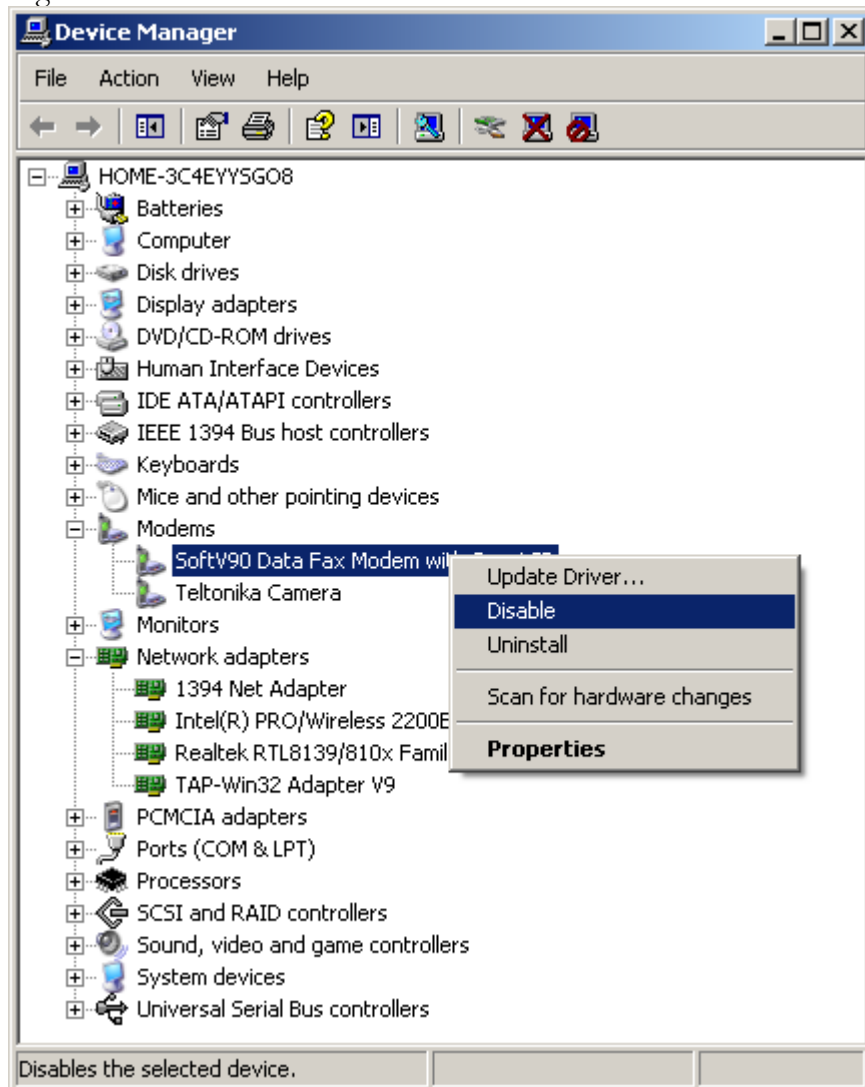 Device Manager
File Action View Help
HOME-3C4EYYSGO8
Batteries
Computer
Disk drives
Display adapters
DVD/CD-ROM drives
Human Interface Devices
IDE ATA/ATAPI controllers
IEEE 1394 Bus host controllers
Keyboards
Mice and other pointing devices
Modems
SoftV90 Data Fax Modem
Teltonika Camera
Monitors
Network adapters
1394 Net Adapter
Intel(R) PRO/Wireless
Realtek RTL8139/810x
TAP-Win32 Adapter V9
PCMCIA adapters
Ports (COM & LPT)
Processors
SCSI and RAID controllers
Sound, video and game controllers
System devices
Universal Serial Bus controllers
Update Driver...
Disable
Uninstall
Scan for hardware changes
Properties
Disables the selected device.